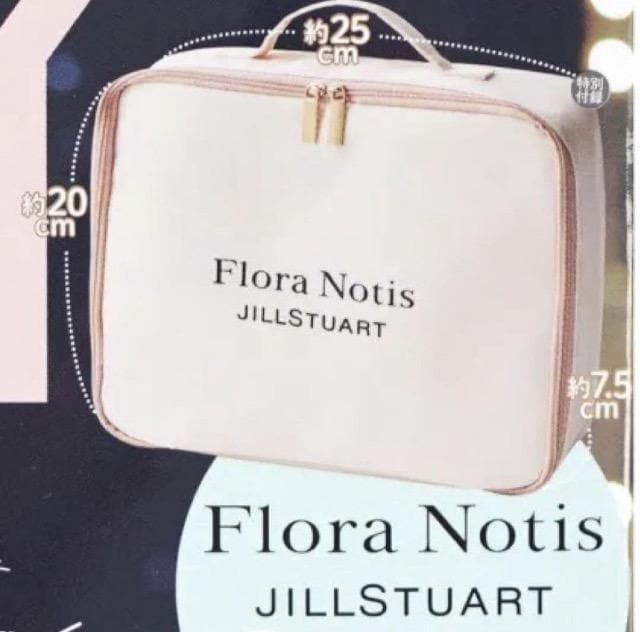 約25
cm
特別
付録
約20
cm
Flora Notis
JILLSTUART
約7.5
cm
Flora Notis
JILLSTUART